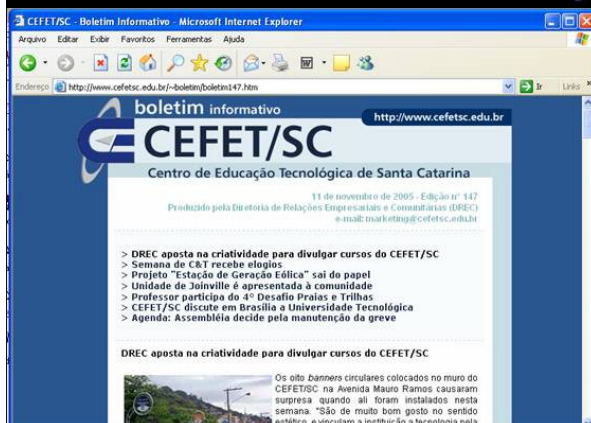 CEFET/SC - Boletim Informativo - Microsoft Internet Explorer
Arquivo Editar Exibir Favoritos Ferramentas Ajuda
Endereço http://www.cefetsc.edu.br/~boletim/boletim147.htm Ir Links
boletim informativo
http://www.cefetsc.edu.br
CEFET/SC
Centro de Educação Tecnológica de Santa Catarina
11 de novembro de 2005 - Edição nº 147
Produzido pela Diretoria de Relações Empresariais e Comunitárias (DREC)
e-mail: marketing@cefetsc.edu.br
> DREC aposta na criatividade para divulgar cursos do CEFET/SC
> Semana de C&T recebe elogios
> Projeto "Estação de Geração Eólica" sai do papel
> Unidade de Joinville é apresentada à comunidade
> Professor participa do 4º Desafio Praias e Trilhas
> CEFET/SC discute em Brasília a Universidade Tecnológica
> Agenda: Assembléia decide pela manutenção da greve
DREC aposta na criatividade para divulgar cursos do CEFET/SC
Os oito banners circulares colocados no muro do
CEFET/SC na Avenida Mauro Ramos causaram
surpresa quando ali foram instalados nesta
semana. "São de muito bom gosto no sentido
estético, e vinculam a instituição a tecnologia pela